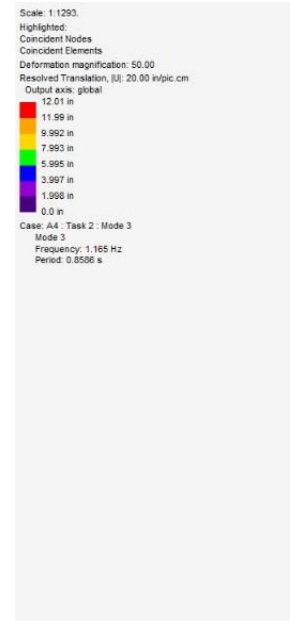 Scale: 1:1293.
Highlighted:
Coincident Nodes
Coincident Elements
Deformation magnification: 50.00
Resolved Translation, |U|: 20.00 in/pic.cm
Output axis: global
12.01 in
11.99 in
9.992 in
7.993 in
5.995 in
3.997 in
1.998 in
0.0 in
Case: A4 : Task 2 : Mode 3
Mode 3
Frequency: 1.165 Hz
Period: 0.8586 s